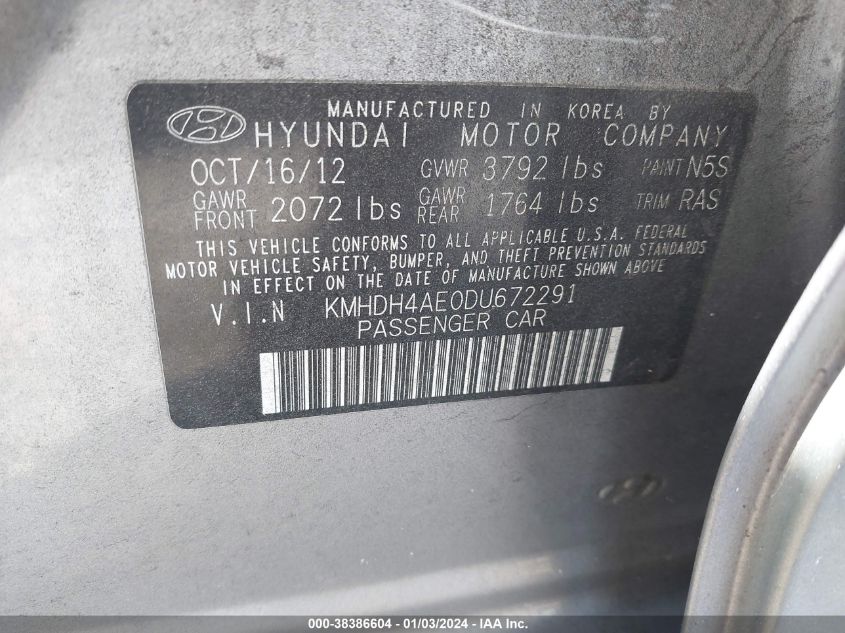 MANUFACTURED IN KOREA BY
HYUNDAI MOTOR COMPANY
OCT/16/12 GVWR 3792 lbs PAINT N5S
GAWR FRONT 2072 lbs GAWR REAR 1764 lbs TRIM RAS
THIS VEHICLE CONFORMS TO ALL APPLICABLE U.S.A. FEDERAL
MOTOR VEHICLE SAFETY, BUMPER, AND THEFT PREVENTION STANDARDS
IN EFFECT ON THE DATE OF MANUFACTURE SHOWN ABOVE
V.I.N KMHDH4AE0DU672291
PASSENGER CAR
000-38386604 - 01/03/2024 - IAA Inc.